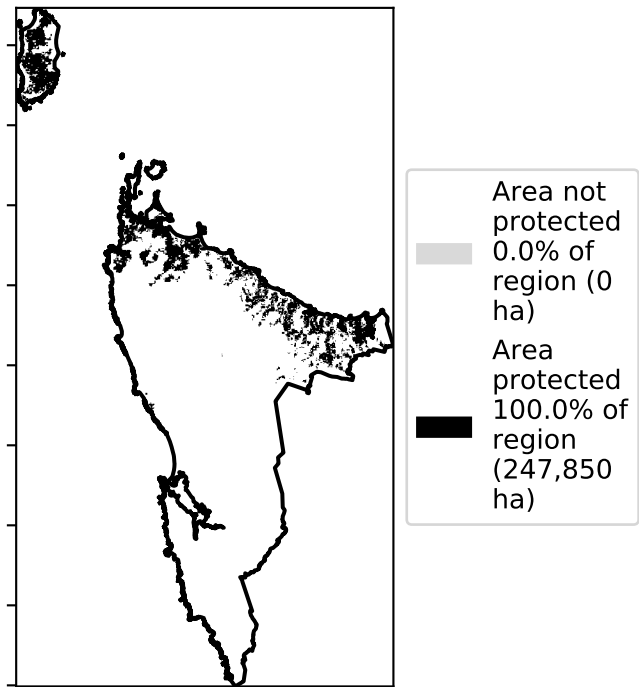 Area not
protected
0.0% of
region (0
ha)
Area
protected
100.0% of
region
(247,850
ha)